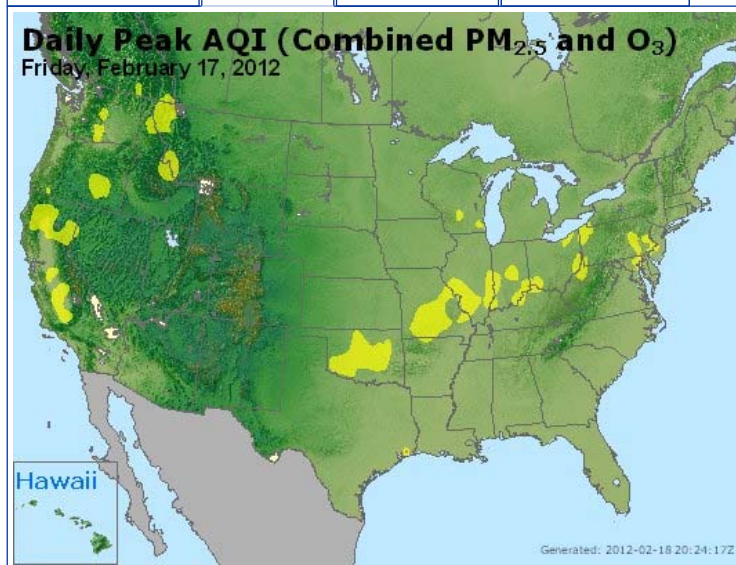 Daily Peak AQI (Combined PM2.5 and O3)
Friday, February 17, 2012
Hawaii
Generated: 2012-02-18 20:24:17Z